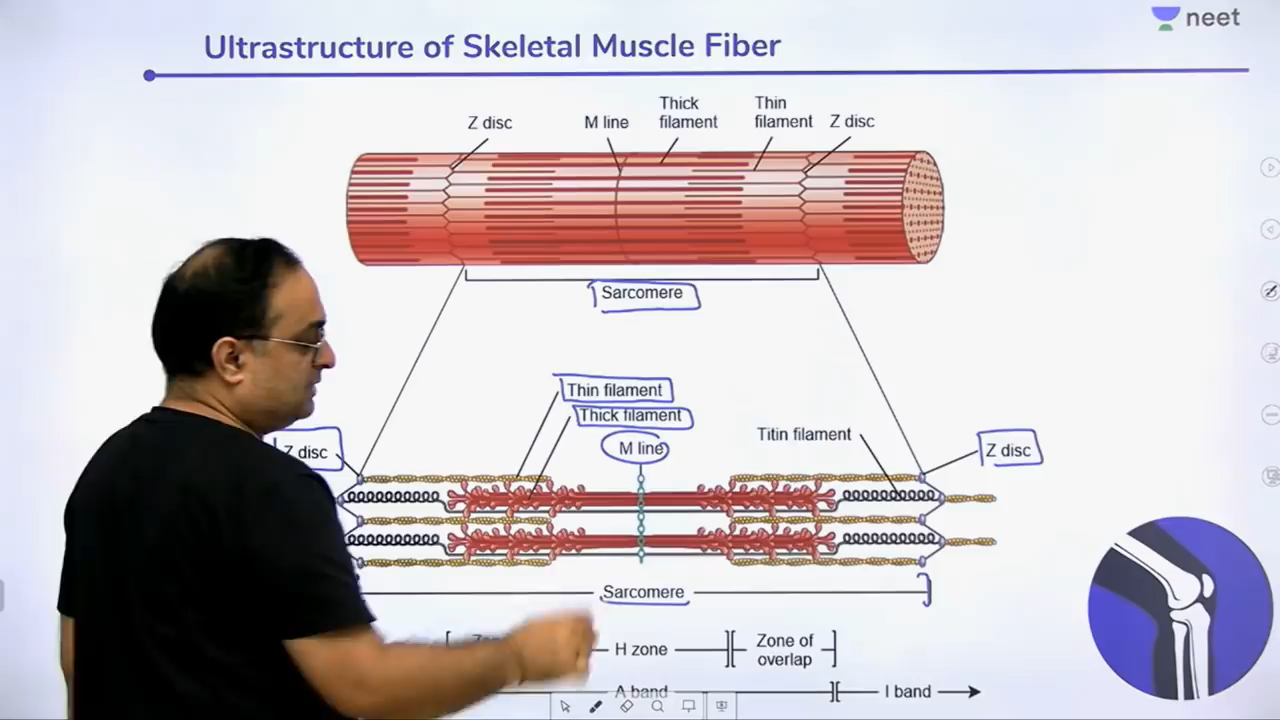 neet
Ultrastructure of Skeletal Muscle Fiber
Z disc
M line
Thick
filament
Thin
filament
Z disc
Sarcomere
Thin filament
Thick filament
M line
Titin filament
Z disc
Z disc
Sarcomere
H zone
Zone of
overlap
A band
I band